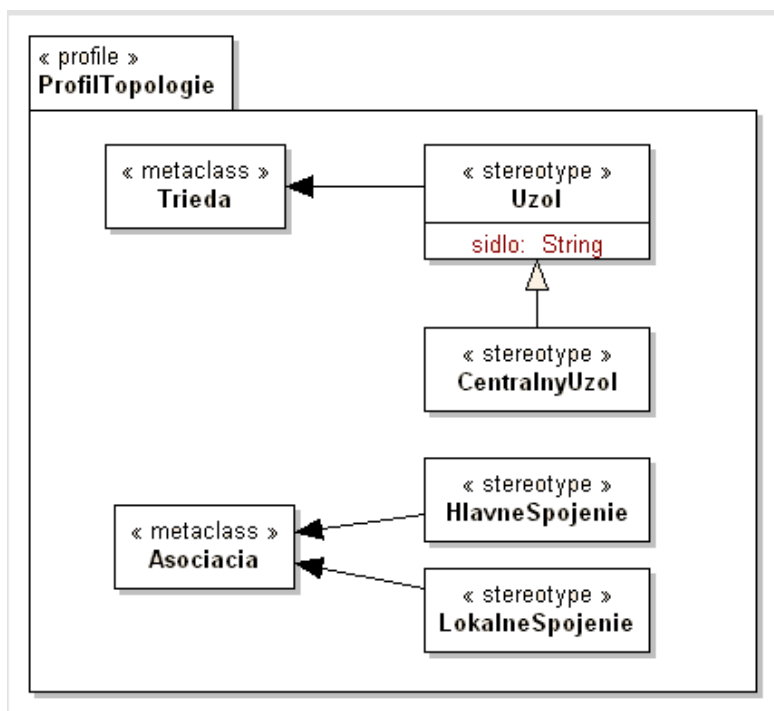 « profile »
ProfilTopologie
« metaclass »
Trieda
« stereotype »
Uzol
sidlo: String
« stereotype »
CentralnyUzol
« stereotype »
HlavneSpojenie
« metaclass »
Asociacia
« stereotype »
LokalneSpojenie